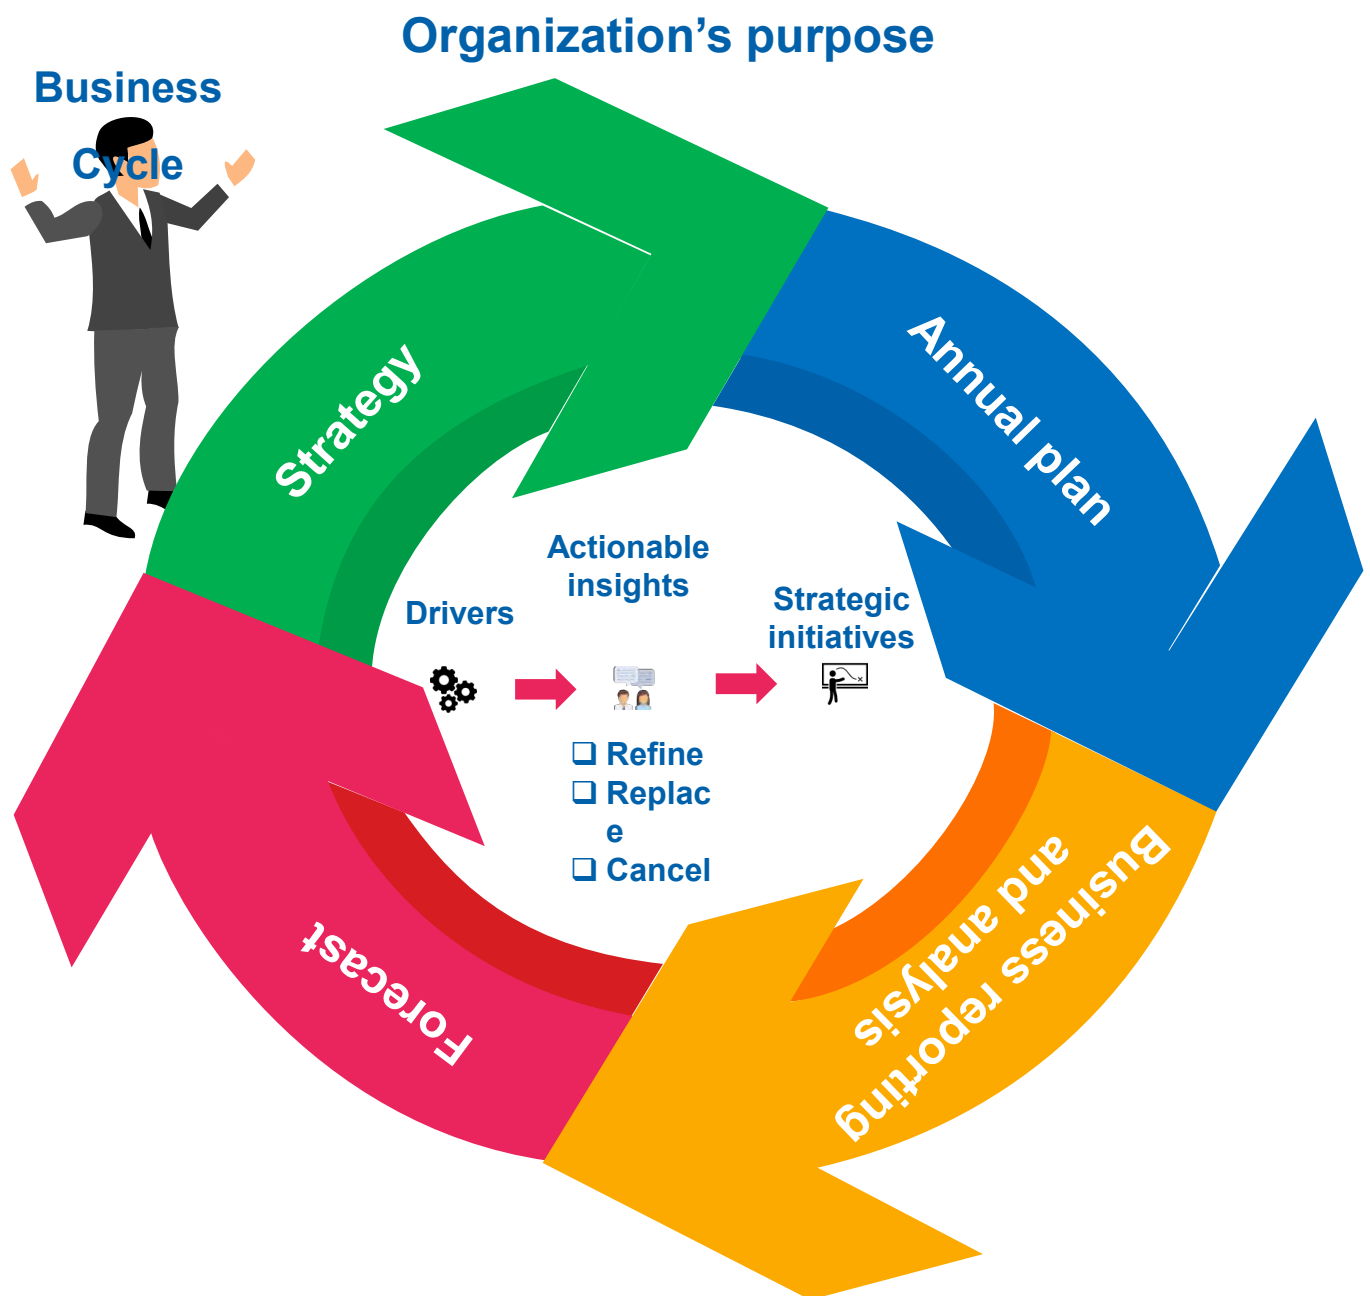 Organization’s purpose
Business
Cycle
Strategy
Annual plan
Actionable
insights
Drivers
Strategic
initiatives
❑ Refine
❑ Replac
e
❑ Cancel
Business reporting
and analysis
Forecast